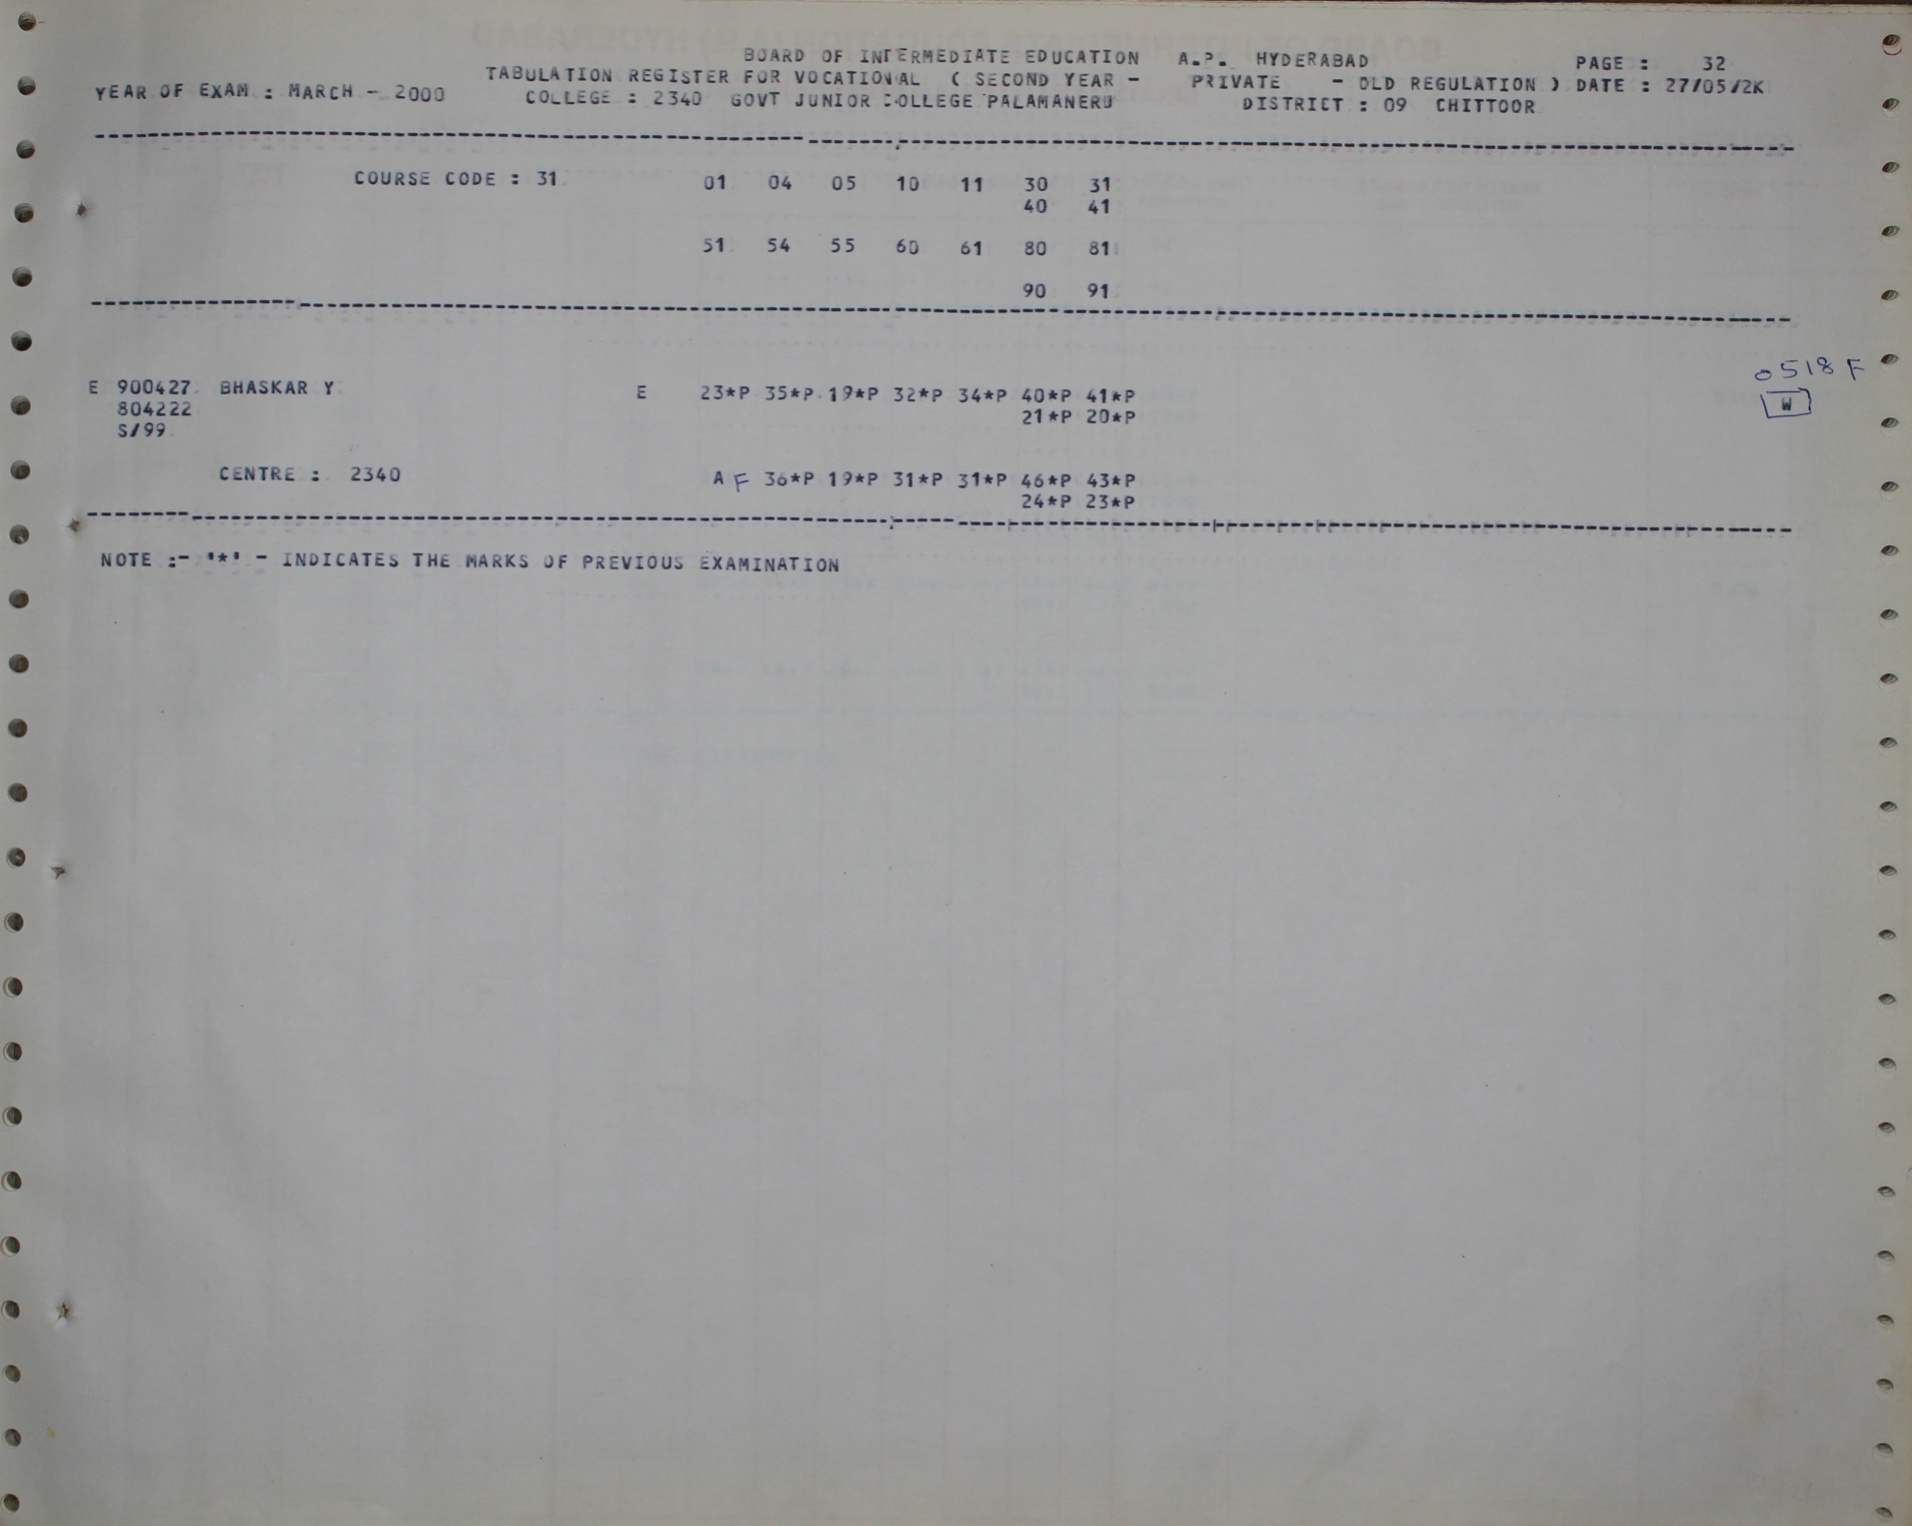 BOARD OF INTERMEDIATE EDUCATION A.P. HYDERABAD PAGE : 32
TABULATION REGISTER FOR VOCATIONAL ( SECOND YEAR - PRIVATE - OLD REGULATION ) DATE : 27/05/2K
YEAR OF EXAM : MARCH - 2000 COLLEGE : 2340 GOVT JUNIOR COLLEGE PALAMANERU DISTRICT : 09 CHITTOOR
COURSE CODE : 31 01 04 05 10 11 30 31
40 41
51 54 55 60 61 80 81
90 91
0518 F
E 900427 BHASKAR Y E 23*P 35*P 19*P 32*P 34*P 40*P 41*P W
804222 21*P 20*P
S/99
CENTRE : 2340 A F 36*P 19*P 31*P 31*P 46*P 43*P
24*P 23*P
NOTE :- '*' - INDICATES THE MARKS OF PREVIOUS EXAMINATION